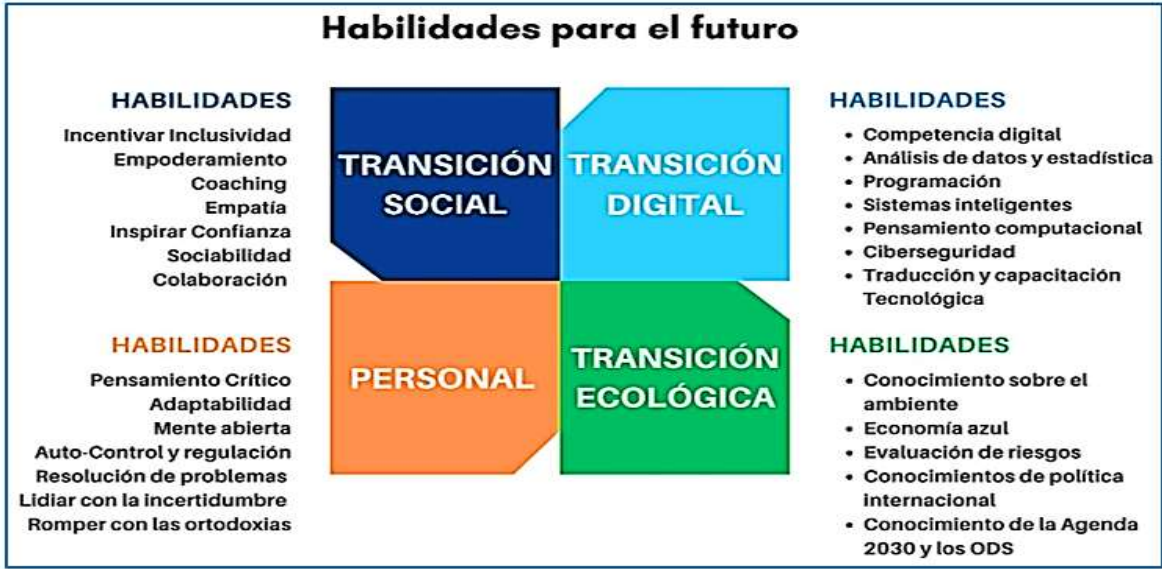 Habilidades para el futuro
HABILIDADES
Incentivar Inclusividad
Empoderamiento
Coaching
Empatía
Inspirar Confianza
Sociabilidad
Colaboración
TRANSICIÓN
SOCIAL
TRANSICIÓN
DIGITAL
HABILIDADES
• Competencia digital
• Análisis de datos y estadística
• Programación
• Sistemas inteligentes
• Pensamiento computacional
• Ciberseguridad
• Traducción y capacitación
Tecnológica
HABILIDADES
Pensamiento Crítico
Adaptabilidad
Mente abierta
Auto-Control y regulación
Resolución de problemas
Lidiar con la incertidumbre
Romper con las ortodoxias
PERSONAL
TRANSICIÓN
ECOLÓGICA
HABILIDADES
• Conocimiento sobre el
ambiente
• Economía azul
• Evaluación de riesgos
• Conocimientos de política
internacional
• Conocimiento de la Agenda
2030 y los ODS